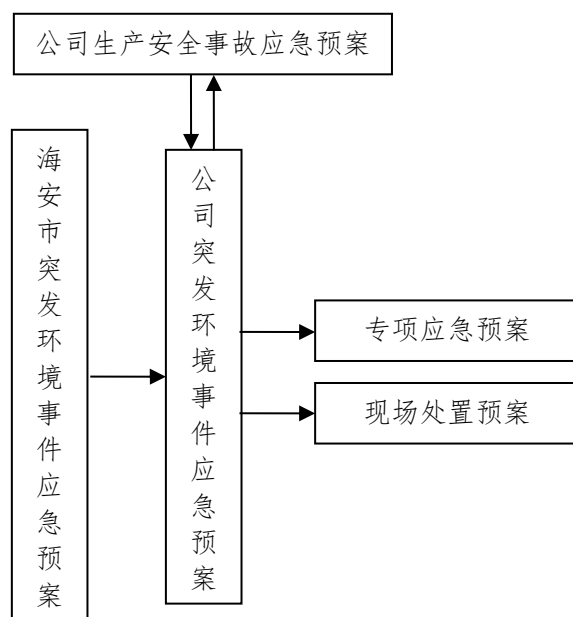 公司生产安全事故应急预案
海安市突发环境事件应急预案
公司突发环境事件应急预案
专项应急预案
现场处置预案